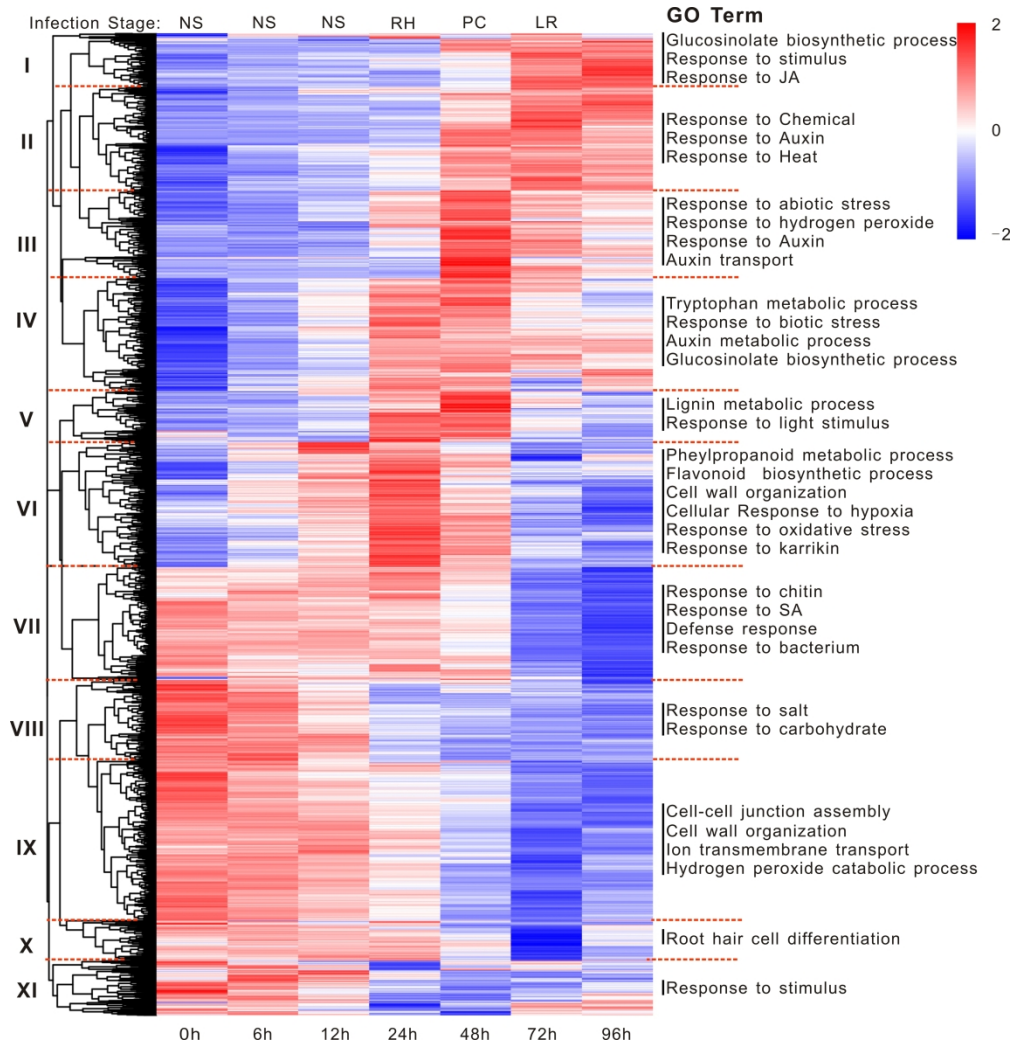 Infection Stage: NS NS NS RH PC LR
GO Term
2
0
-2
I
Glucosinolate biosynthetic process
Response to stimulus
Response to JA
II
Response to Chemical
Response to Auxin
Response to Heat
III
Response to abiotic stress
Response to hydrogen peroxide
Response to Auxin
Auxin transport
IV
Tryptophan metabolic process
Response to biotic stress
Auxin metabolic process
Glucosinolate biosynthetic process
V
Lignin metabolic process
Response to light stimulus
VI
Pheylpropanoid metabolic process
Flavonoid biosynthetic process
Cell wall organization
Cellular Response to hypoxia
Response to oxidative stress
Response to karrikin
VII
Response to chitin
Response to SA
Defense response
Response to bacterium
VIII
Response to salt
Response to carbohydrate
IX
Cell-cell junction assembly
Cell wall organization
Ion transmembrane transport
Hydrogen peroxide catabolic process
X
Root hair cell differentiation
XI
Response to stimulus
0h 6h 12h 24h 48h 72h 96h